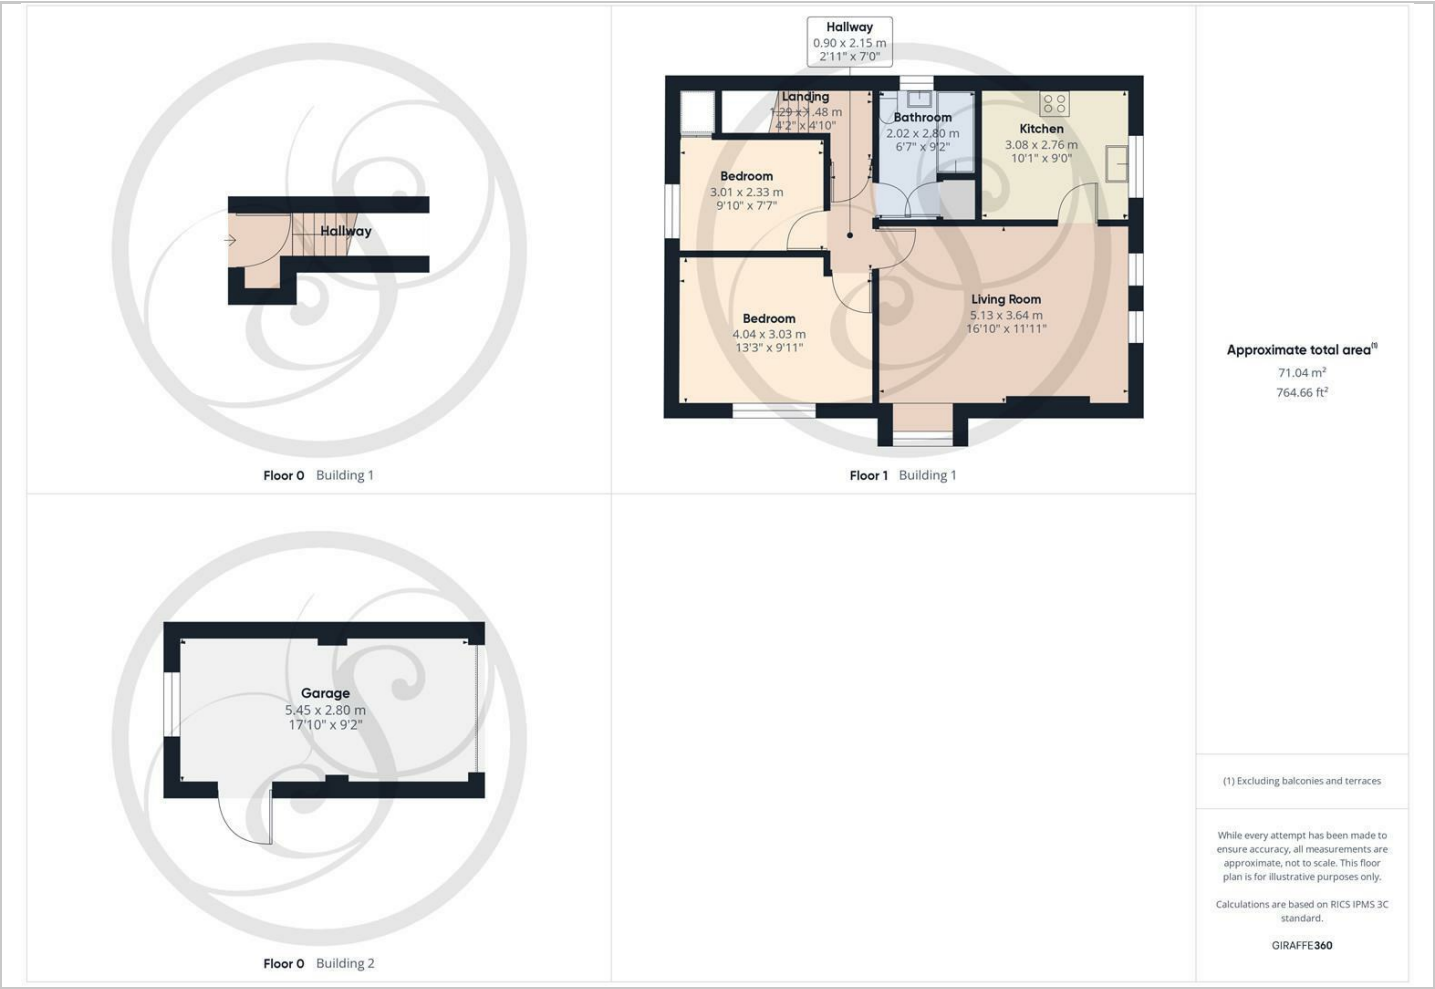 Hallway
Floor 0 Building 1
Hallway
0.90 x 2.15 m
2'11" x 7'0"
Landing
1.29 x 1.48 m
4'2" x 4'10"
Bathroom
2.02 x 2.80 m
6'7" x 9'2"
Kitchen
3.08 x 2.76 m
10'1" x 9'0"
Bedroom
3.01 x 2.33 m
9'10" x 7'7"
Bedroom
4.04 x 3.03 m
13'3" x 9'11"
Living Room
5.13 x 3.64 m
16'10" x 11'11"
Floor 1 Building 1
Garage
5.45 x 2.80 m
17'10" x 9'2"
Floor 0 Building 2
Approximate total area(1)
71.04 m²
764.66 ft²
(1) Excluding balconies and terraces
While every attempt has been made to
ensure accuracy, all measurements are
approximate, not to scale. This floor
plan is for illustrative purposes only.
Calculations are based on RICS IPMS 3C
standard.
GIRAFFE360